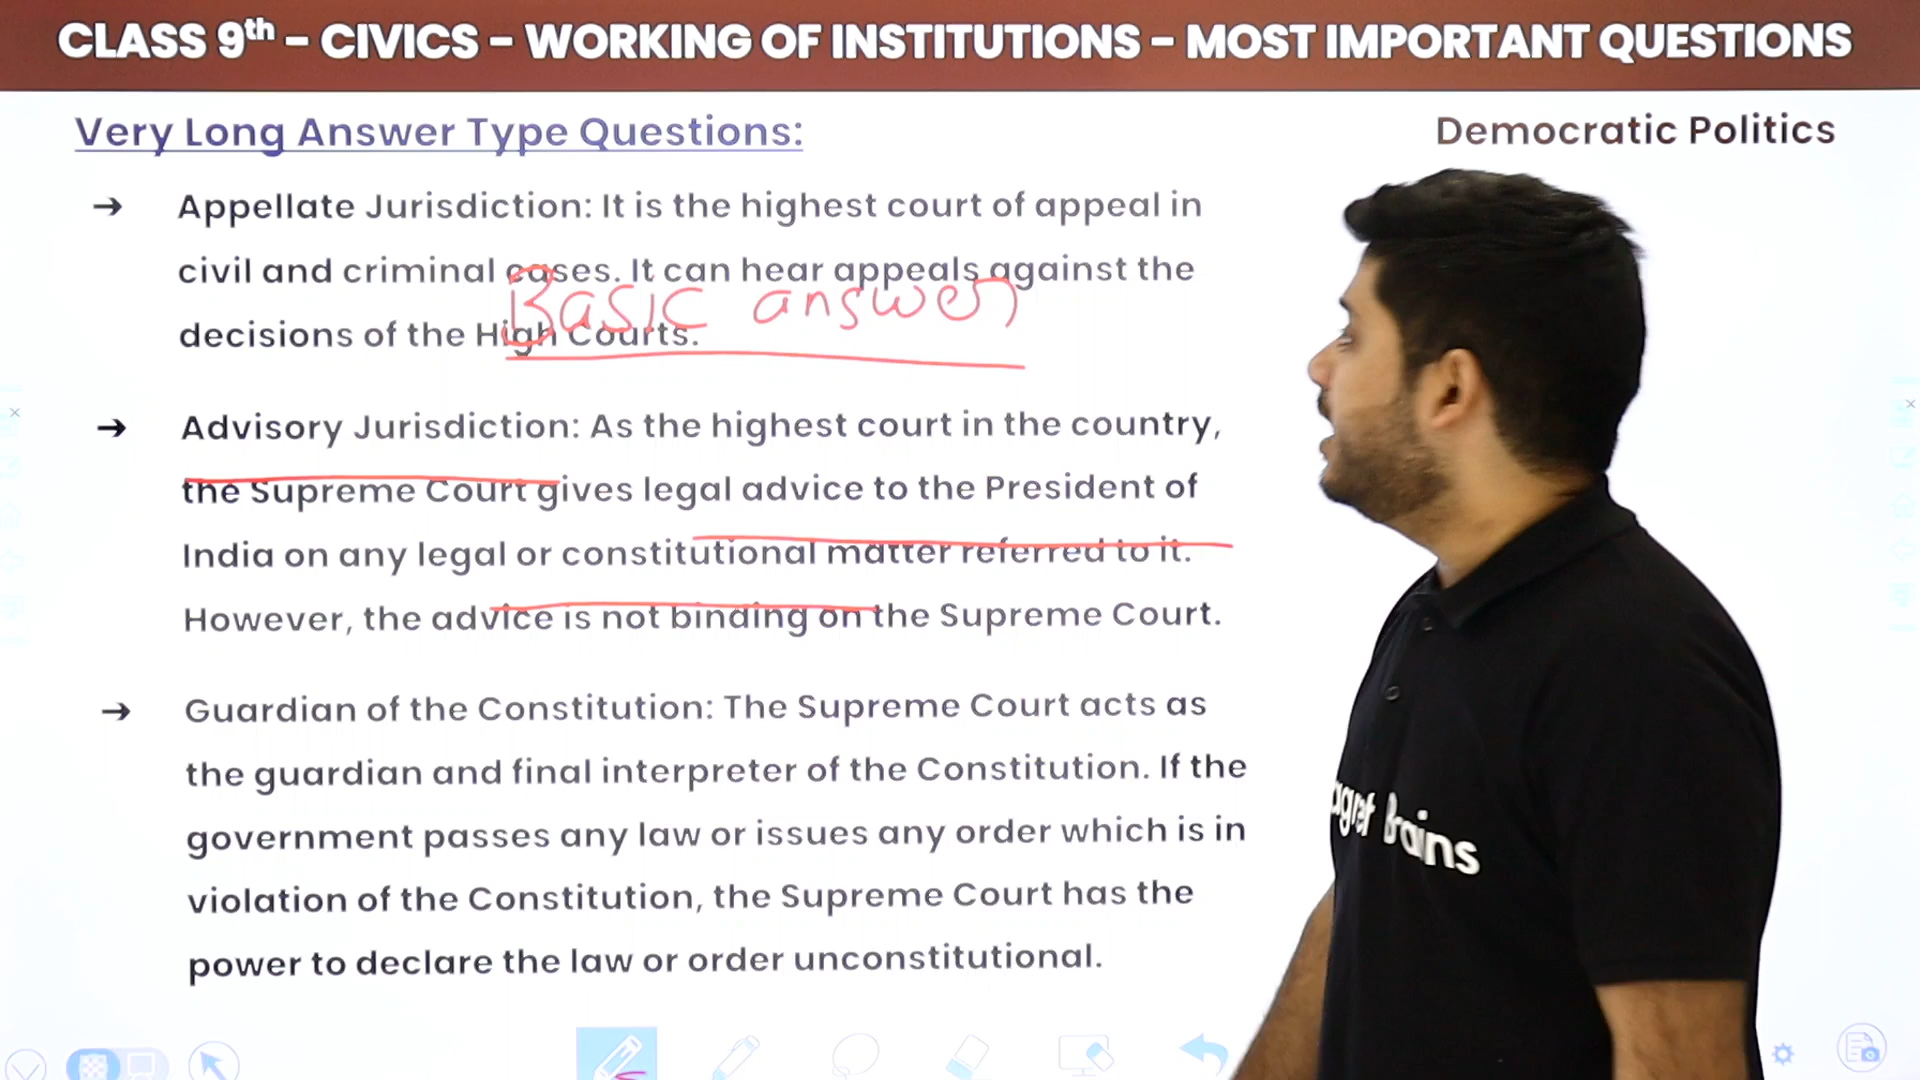 CLASS 9th – CIVICS – WORKING OF INSTITUTIONS – MOST IMPORTANT QUESTIONS
Very Long Answer Type Questions:
Democratic Politics
→ Appellate Jurisdiction: It is the highest court of appeal in
civil and criminal cases. It can hear appeals against the
Basic answer
decisions of the High Courts.
→ Advisory Jurisdiction: As the highest court in the country,
the Supreme Court gives legal advice to the President of
India on any legal or constitutional matter referred to it.
However, the advice is not binding on the Supreme Court.
→ Guardian of the Constitution: The Supreme Court acts as
the guardian and final interpreter of the Constitution. If the
government passes any law or issues any order which is in
violation of the Constitution, the Supreme Court has the
power to declare the law or order unconstitutional.
Brains